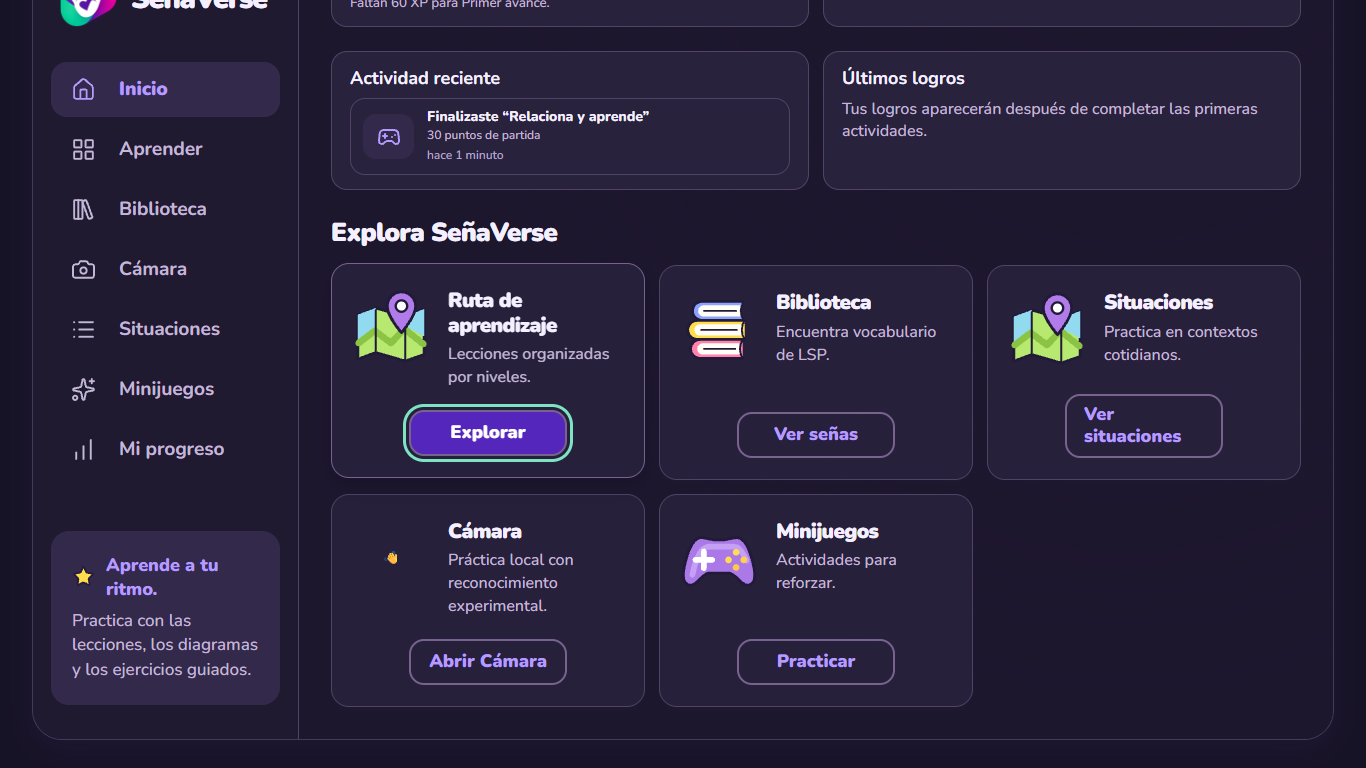 SeñaVerse
Inicio
Aprender
Biblioteca
Cámara
Situaciones
Minijuegos
Mi progreso
Aprende a tu
ritmo.
Practica con las
lecciones, los diagramas
y los ejercicios guiados.
Faltan 60 XP para Primer avance.
Actividad reciente
Finalizaste “Relaciona y aprende”
30 puntos de partida
hace 1 minuto
Últimos logros
Tus logros aparecerán después de completar las primeras
actividades.
Explora SeñaVerse
Ruta de
aprendizaje
Lecciones organizadas
por niveles.
Explorar
Biblioteca
Encuentra vocabulario
de LSP.
Ver señas
Situaciones
Practica en contextos
cotidianos.
Ver
situaciones
Cámara
Práctica local con
reconocimiento
experimental.
Abrir Cámara
Minijuegos
Actividades para
reforzar.
Practicar